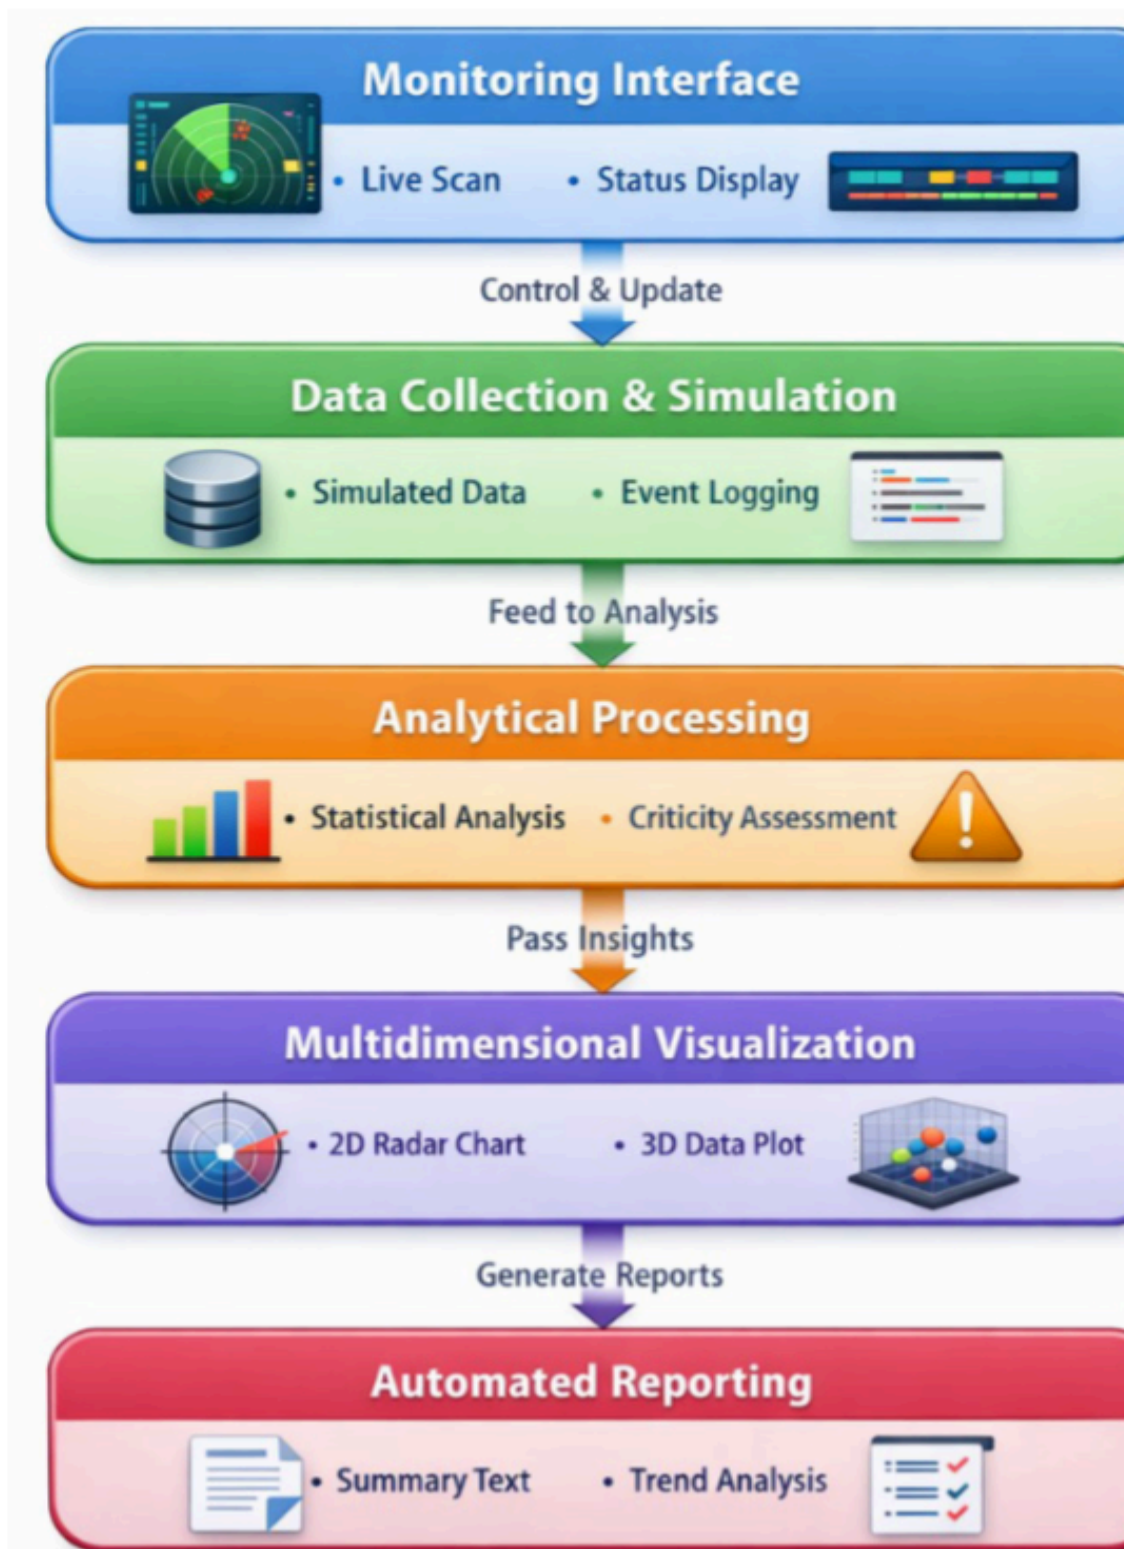 Monitoring Interface
• Live Scan • Status Display
Control & Update
Data Collection & Simulation
• Simulated Data • Event Logging
Feed to Analysis
Analytical Processing
• Statistical Analysis • Criticity Assessment
Pass Insights
Multidimensional Visualization
• 2D Radar Chart • 3D Data Plot
Generate Reports
Automated Reporting
• Summary Text • Trend Analysis